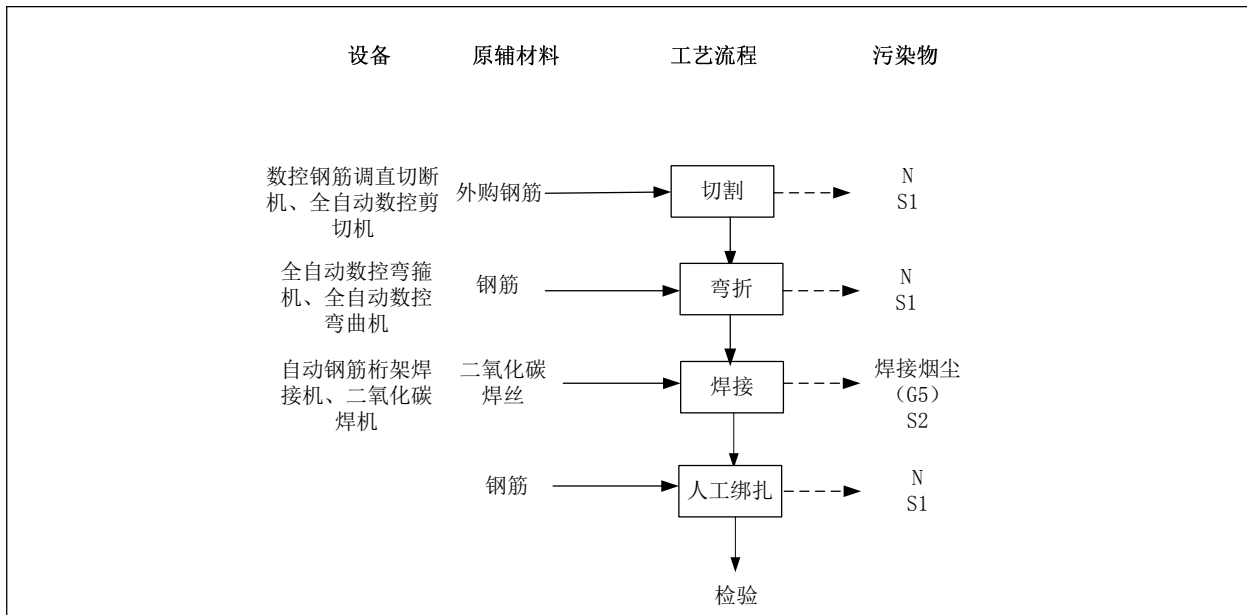 设备 原辅材料 工艺流程 污染物
数控钢筋调直切断
机、全自动数控剪
切机
外购钢筋
切割
N
S1
全自动数控弯箍
机、全自动数控
弯曲机
钢筋
弯折
N
S1
自动钢筋桁架焊
接机、二氧化碳
焊机
二氧化碳
焊丝
焊接
焊接烟尘
（G5）
S2
钢筋
人工绑扎
N
S1
检验